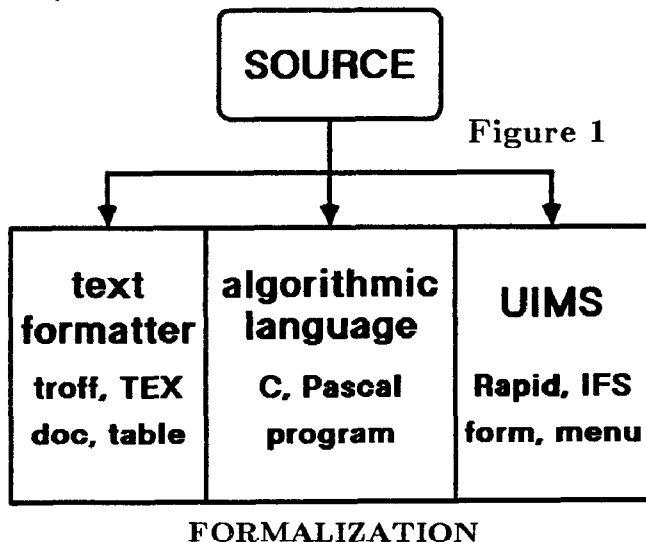 SOURCE
Figure 1
text
formatter
troff, TEX
doc, table
algorithmic
language
C, Pascal
program
UIMS
Rapid, IFS
form, menu
FORMALIZATION